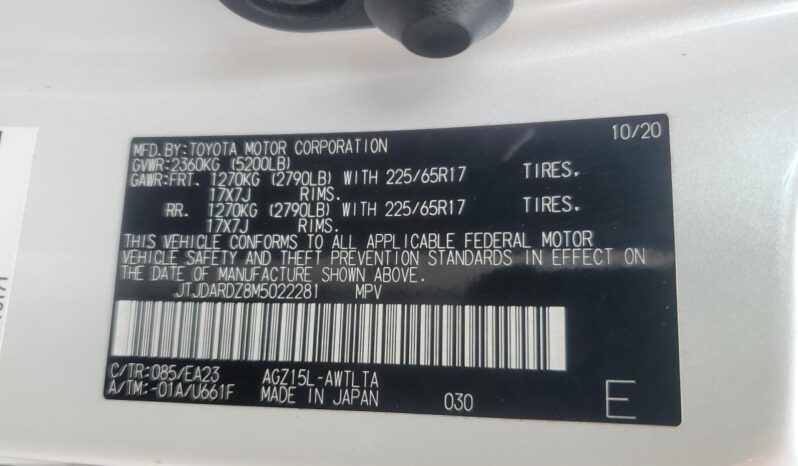 10/20
MFD.BY:TOYOTA MOTOR CORPORATION
GVWR:2360KG (5200LB)
GAWR:FRT. 1270KG (2790LB) WITH 225/65R17 TIRES.
17X7J RIMS.
RR. 1270KG (2790LB) WITH 225/65R17 TIRES.
17X7J RIMS.
THIS VEHICLE CONFORMS TO ALL APPLICABLE FEDERAL MOTOR
VEHICLE SAFETY AND THEFT PREVENTION STANDARDS IN EFFECT ON
THE DATE OF MANUFACTURE SHOWN ABOVE.
JTJDARDZ8M5022281 MPV
C/TR:085/EA23 AGZ15L-AWTLTA
A/TM:-01A/U661F MADE IN JAPAN 030 E